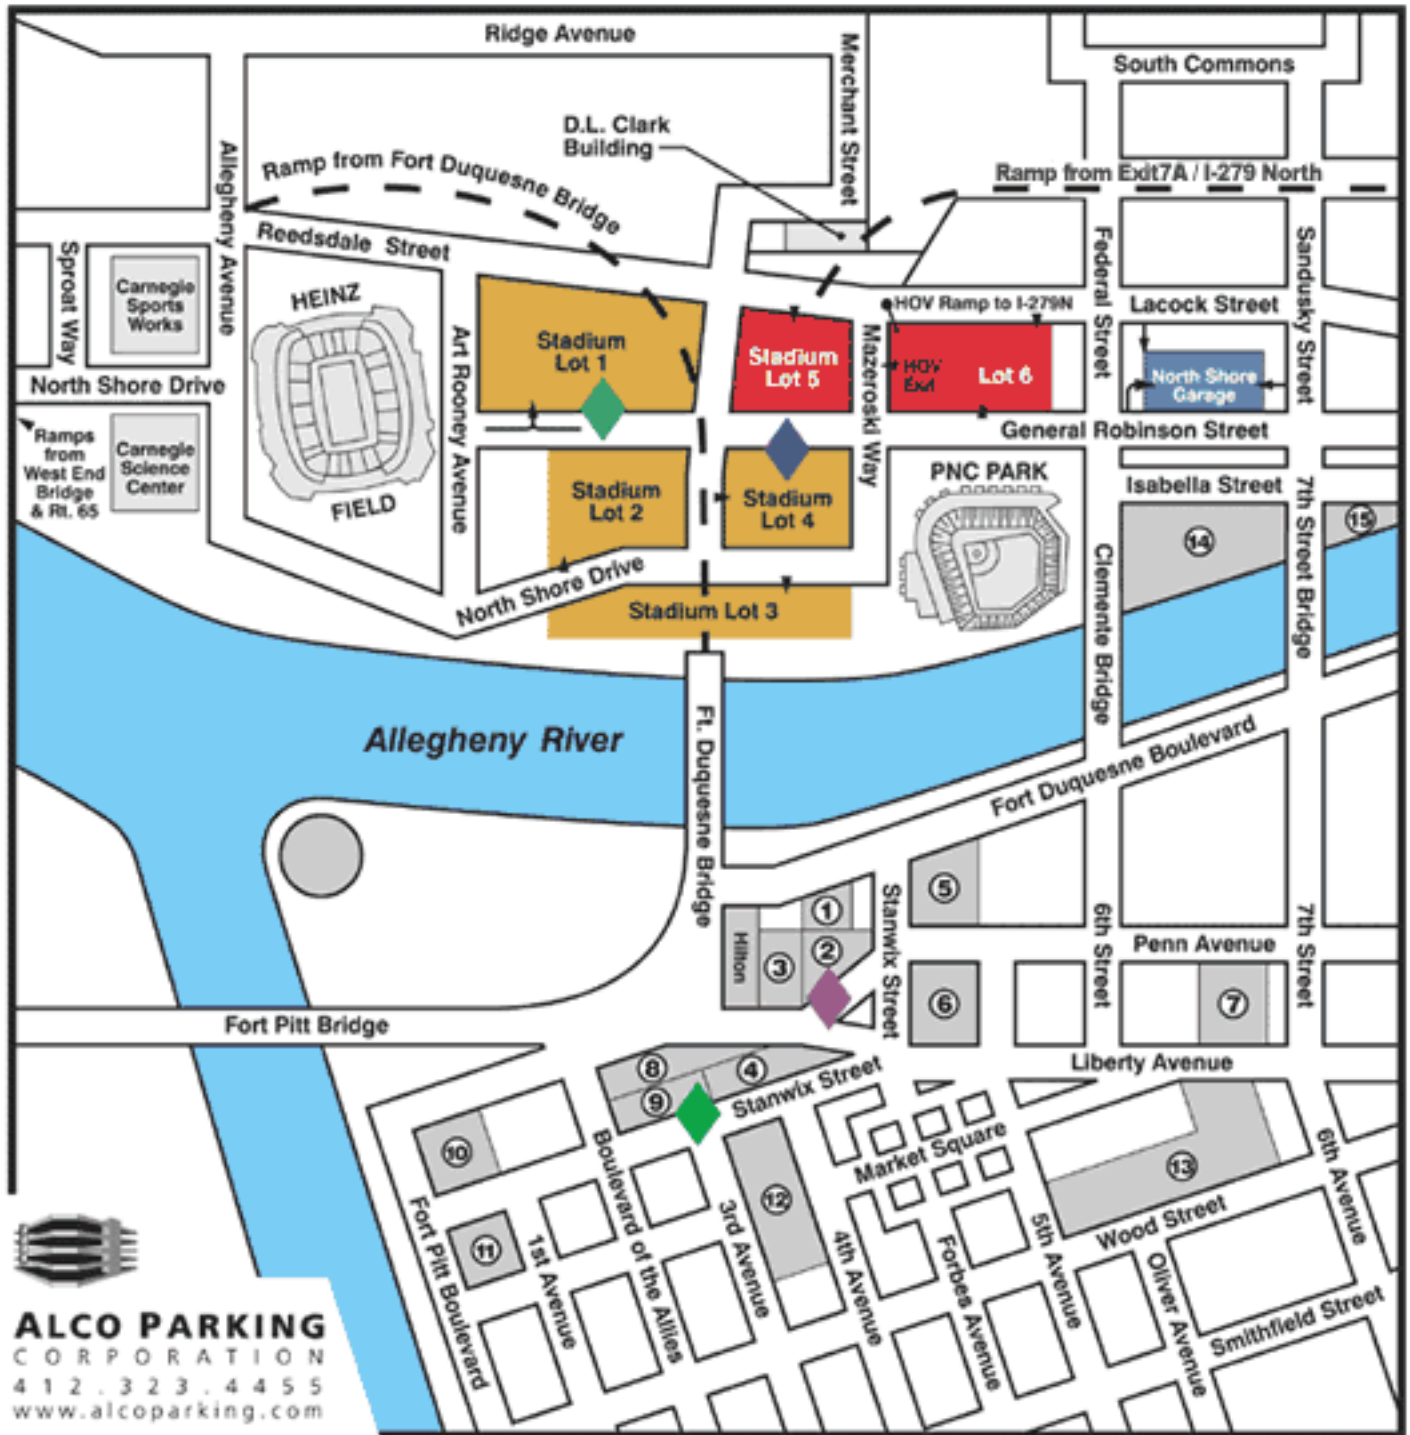 Ridge Avenue
Merchant Street
South Commons
D.L. Clark
Building
Allegheny Avenue
Ramp from Fort Duquesne Bridge
Ramp from Exit7A / I-279 North
Reedsdale Street
Sproat Way
Carnegie
Sports
Works
HEINZ
FIELD
Art Rooney Avenue
Stadium
Lot 1
Stadium
Lot 5
Mazeroski Way
HOV Ramp to I-279N
HOV
Exit
Lot 6
Federal Street
Lacock Street
Sandusky Street
North Shore
Garage
North Shore Drive
Ramps
from
West End
Bridge
& Rt. 65
Carnegie
Science
Center
General Robinson Street
Stadium
Lot 2
Stadium
Lot 4
PNC PARK
Isabella Street
7th Street Bridge
14
15
North Shore Drive
Stadium Lot 3
Clemente Bridge
Allegheny River
Ft. Duquesne Bridge
Fort Duquesne Boulevard
Hilton
1
2
3
Stanwix Street
5
6th Street
Penn Avenue
7th Street
6
7
Fort Pitt Bridge
Liberty Avenue
8
4
9
Stanwix Street
10
Market Square
13
6th Avenue
12
11
Fort Pitt Boulevard
1st Avenue
Boulevard of the Allies
3rd Avenue
4th Avenue
Forbes Avenue
5th Avenue
Wood Street
Oliver Avenue
Smithfield Street
ALCO PARKING
CORPORATION
412.323.4455
www.alcoparking.com